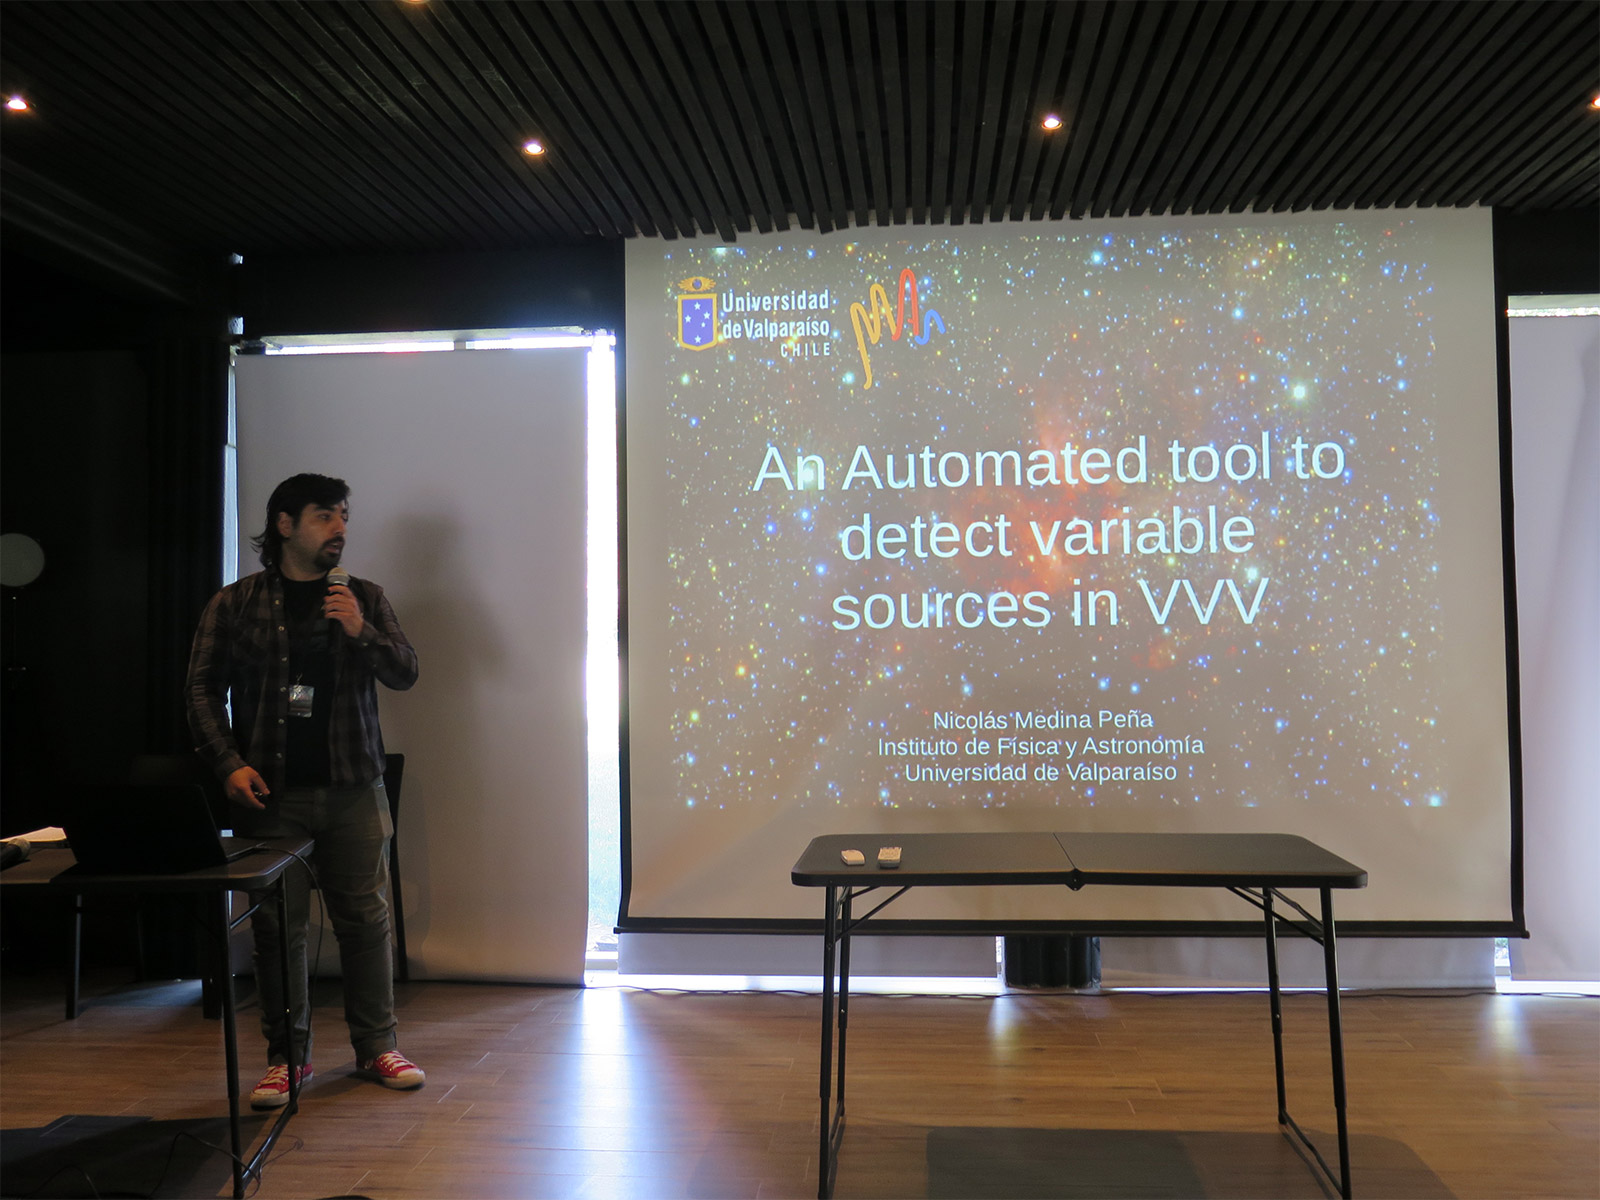 Universidad
de Valparaíso
CHILE
An Automated tool to
detect variable
sources in VVV
Nicolás Medina Peña
Instituto de Física y Astronomía
Universidad de Valparaíso